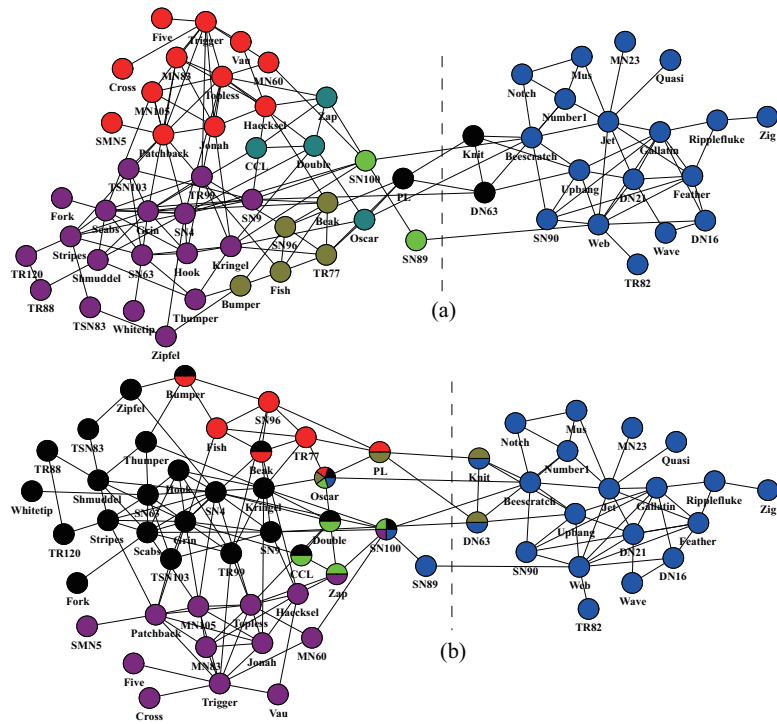 Five
Trigger
Vau
Cross
MN83
MN60
Topless
MN105
Haecksel
Zap
SMN5
Patchback
Jonah
CCL
Double
TSN103
TR99
SN100
PL
Knit
DN63
Fork
Scabs
Grin
SN4
SN9
Beak
Oscar
Stripes
SN96
SN89
TR120
Shmuddel
SN63
Hook
Kringel
TR77
TR88
Bumper
Fish
TSN83
Whitetip
Thumper
Zipfel
Notch
Mus
MN23
Quasi
Number1
Beescratch
Jet
Gallatin
Ripplefluke
Zig
Upbang
DN21
Feather
SN90
Web
Wave
DN16
TR82
(a)
Zipfel
Bumper
SN96
TSN83
Fish
TR88
Thumper
Beak
TR77
PL
Knit
Hook
Oscar
Shmuddel
SN63
SN4
Kringel
Whitetip
Stripes
Grin
Double
SN100
DN63
TR120
Scabs
SN9
TSN103
TR99
CCL
Zap
SN89
Fork
Haecksel
Patchback
MN105
Topless
SMN5
MN83
Jonah
MN60
Five
Cross
Trigger
Vau
Notch
Mus
MN23
Quasi
Number1
Beescratch
Jet
Gallutin
Ripplefluke
Zig
Upbang
DN21
Feather
SN90
Web
Wave
DN16
TR82
(b)